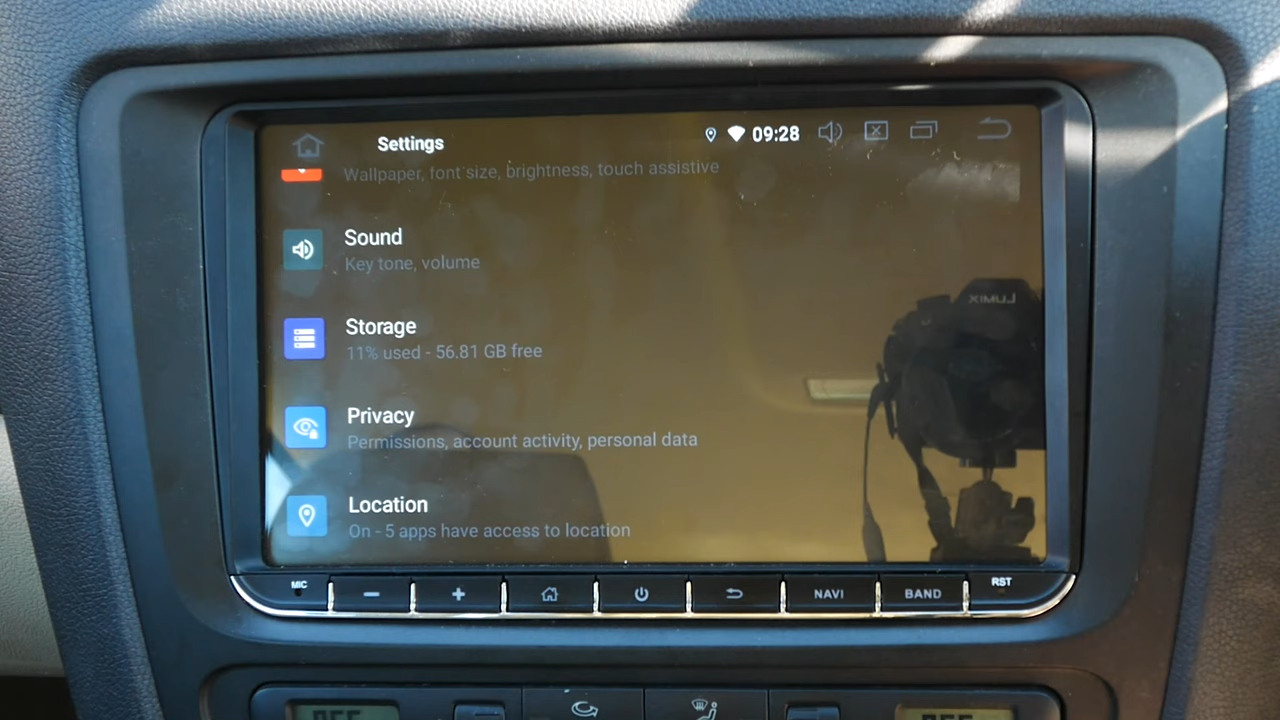 Settings
09:28
Wallpaper, font size, brightness, touch assistive
Sound
Key tone, volume
Storage
11% used - 56.81 GB free
Privacy
Permissions, account activity, personal data
LUMIX
Location
On - 5 apps have access to location
MIC
NAVI
BAND
RST
OFF
OFF